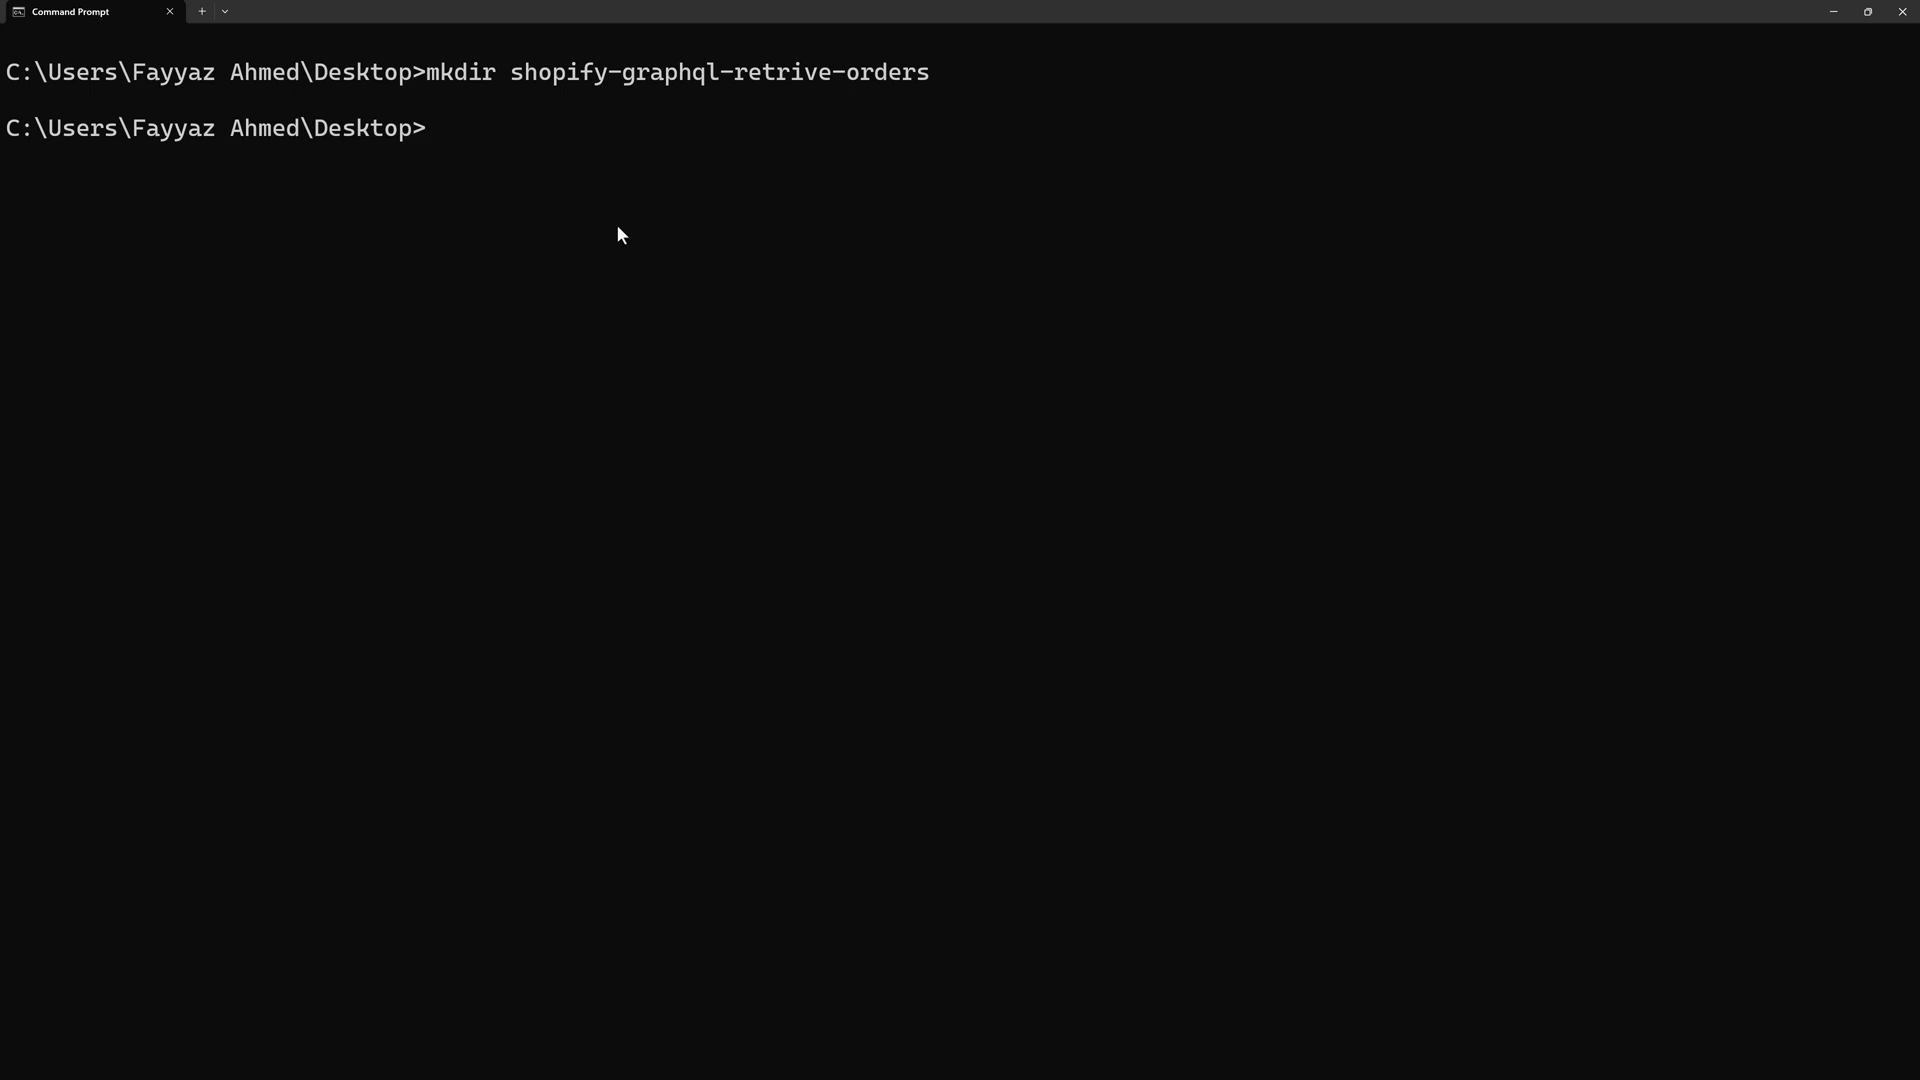 Command Prompt
C:\Users\Fayyaz Ahmed\Desktop>mkdir shopify-graphql-retrive-orders
C:\Users\Fayyaz Ahmed\Desktop>